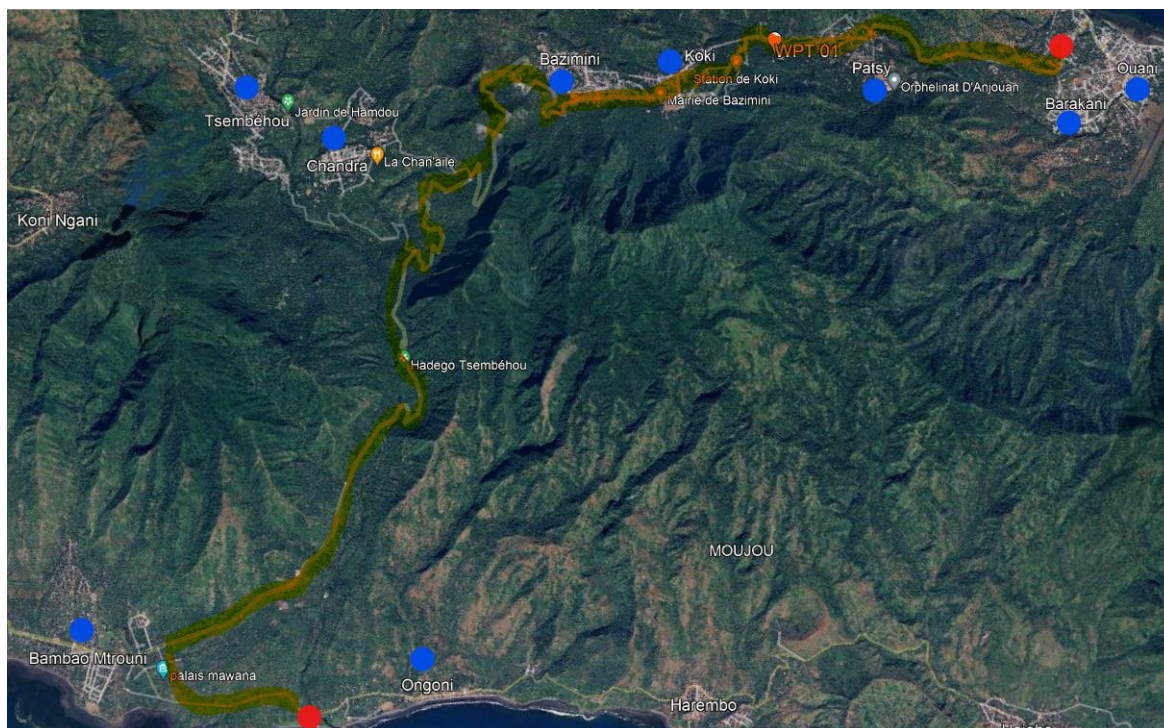 WPT 01
Koki
Bazimini
Station de Koki
Ouani
Patsy
Orphelinat D'Anjouan
Mairie de Bazimini
Barakani
Tsembéhou
Jardin de Hamdou
Chandra
La Chan'aile
Koni Ngani
Hadego Tsembéhou
MOUJOU
Bambao Mtrouni
palais mawana
Ongoni
Harembo